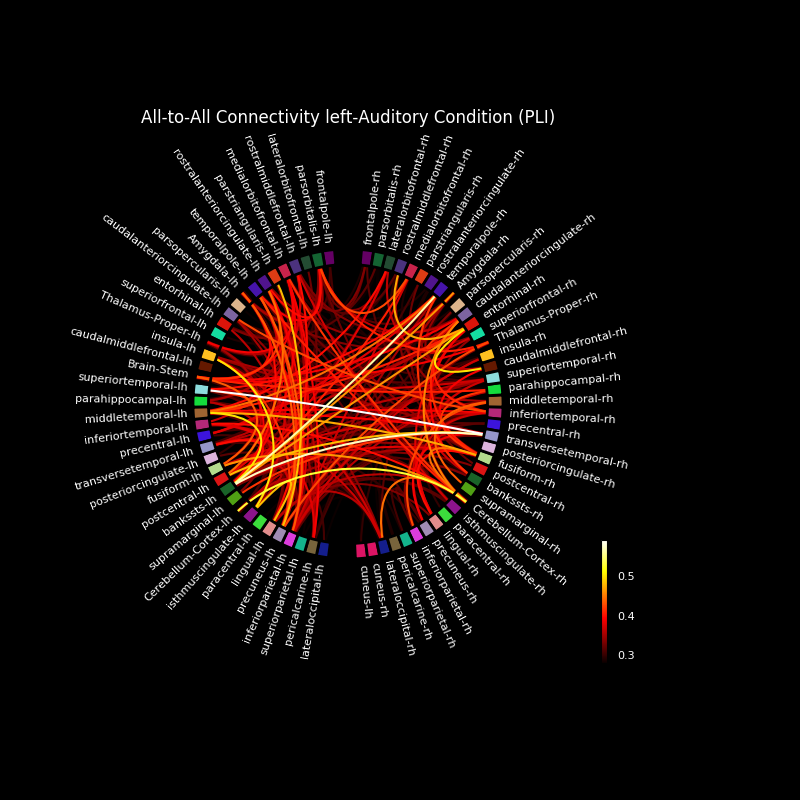 All-to-All Connectivity left-Auditory Condition (PLI)
frontalpole-lh
parsorbitalis-lh
lateralorbitofrontal-lh
rostralmiddlefrontal-lh
medialorbitofrontal-lh
parstriangularis-lh
rostralanteriorcingulate-lh
temporalpole-lh
Amygdala-lh
parsopercularis-lh
caudalanteriorcingulate-lh
entorhinal-lh
superiorfrontal-lh
Thalamus-Proper-lh
insula-lh
caudalmiddlefrontal-lh
Brain-Stem
superiortemporal-lh
parahippocampal-lh
middletemporal-lh
inferiortemporal-lh
precentral-lh
transversetemporal-lh
posteriorcingulate-lh
fusiform-lh
postcentral-lh
bankssts-lh
supramarginal-lh
Cerebellum-Cortex-lh
isthmuscingulate-lh
paracentral-lh
lingual-lh
precuneus-lh
inferiorparietal-lh
superiorparietal-lh
pericalcarine-lh
lateraloccipital-lh
cuneus-lh
cuneus-rh
lateraloccipital-rh
pericalcarine-rh
superiorparietal-rh
inferiorparietal-rh
precuneus-rh
lingual-rh
paracentral-rh
isthmuscingulate-rh
Cerebellum-Cortex-rh
supramarginal-rh
bankssts-rh
postcentral-rh
fusiform-rh
posteriorcingulate-rh
transversetemporal-rh
precentral-rh
inferiortemporal-rh
middletemporal-rh
parahippocampal-rh
superiortemporal-rh
caudalmiddlefrontal-rh
insula-rh
Thalamus-Proper-rh
superiorfrontal-rh
entorhinal-rh
caudalanteriorcingulate-rh
parsopercularis-rh
Amygdala-rh
temporalpole-rh
rostralanteriorcingulate-rh
parstriangularis-rh
medialorbitofrontal-rh
rostralmiddlefrontal-rh
lateralorbitofrontal-rh
parsorbitalis-rh
frontalpole-rh
0.5
0.4
0.3